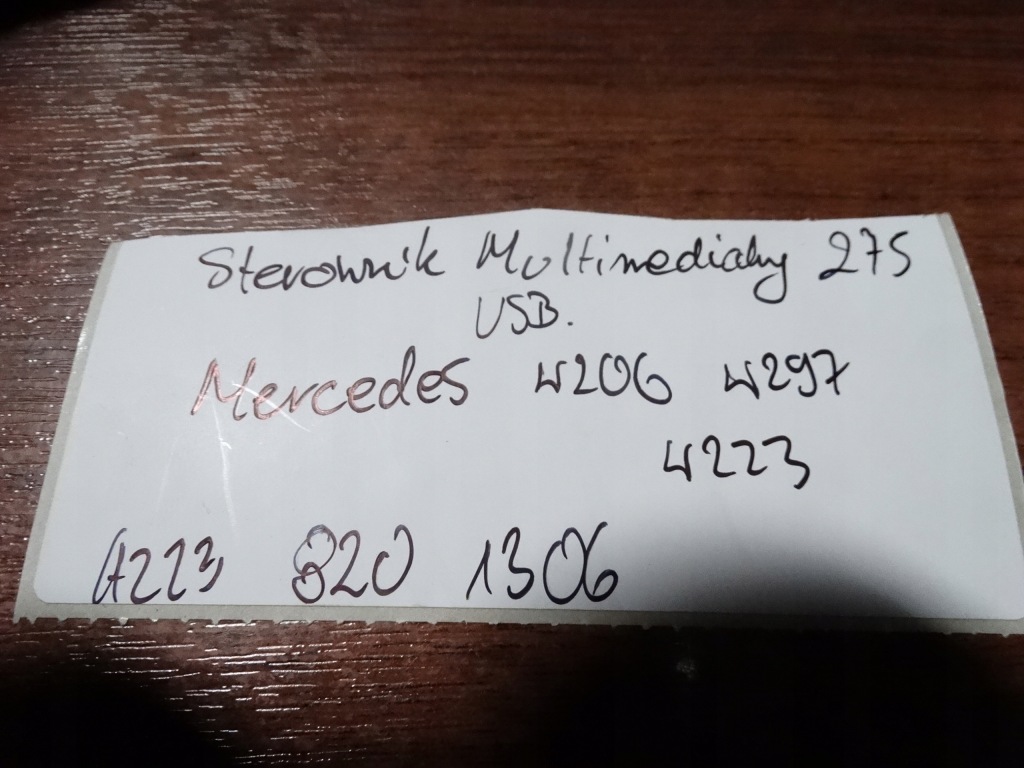 Sterownik Multimedialny 275
USB.
Mercedes W206 W297
W223
A223 820 1306